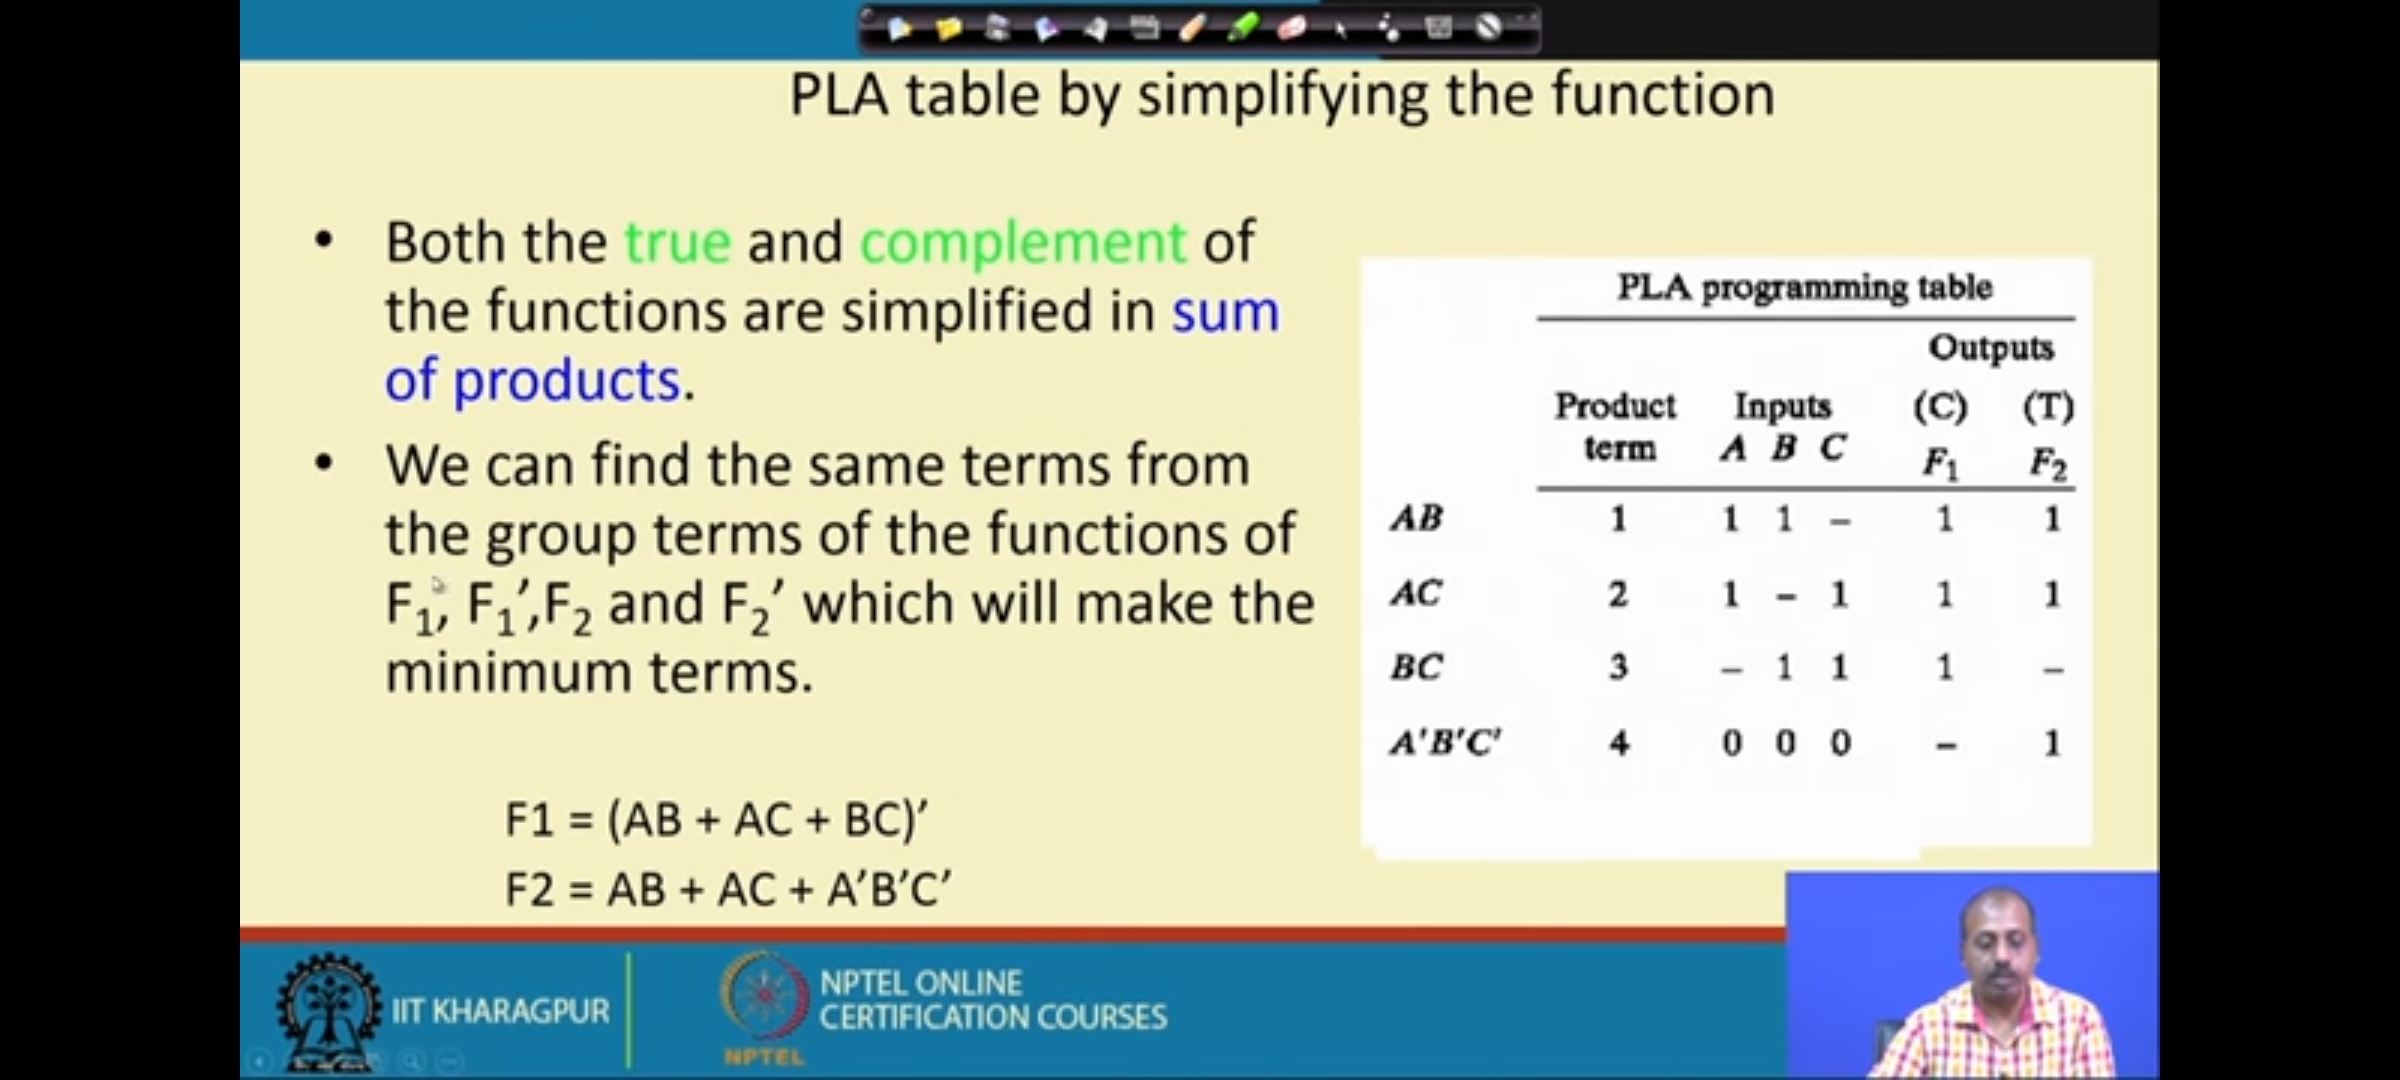 PLA table by simplifying the function
• Both the true and complement of
the functions are simplified in sum
of products.
• We can find the same terms from
the group terms of the functions of
F₁, F₁′,F₂ and F₂′ which will make the
minimum terms.
F1 = (AB + AC + BC)′
F2 = AB + AC + A′B′C′
PLA programming table
Outputs
Product Inputs (C) (T)
term A B C F₁ F₂
AB 1 1 1 – 1 1
AC 2 1 – 1 1 1
BC 3 – 1 1 1 –
A'B'C' 4 0 0 0 – 1
IIT KHARAGPUR
NPTEL ONLINE
CERTIFICATION COURSES
NPTEL